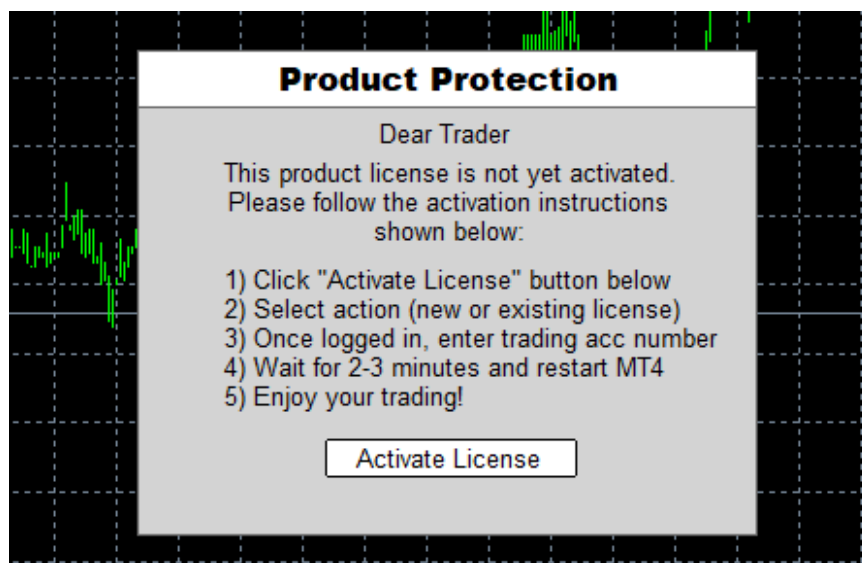 Product Protection
Dear Trader
This product license is not yet activated.
Please follow the activation instructions
shown below:
1) Click "Activate License" button below
2) Select action (new or existing license)
3) Once logged in, enter trading acc number
4) Wait for 2-3 minutes and restart MT4
5) Enjoy your trading!
Activate License